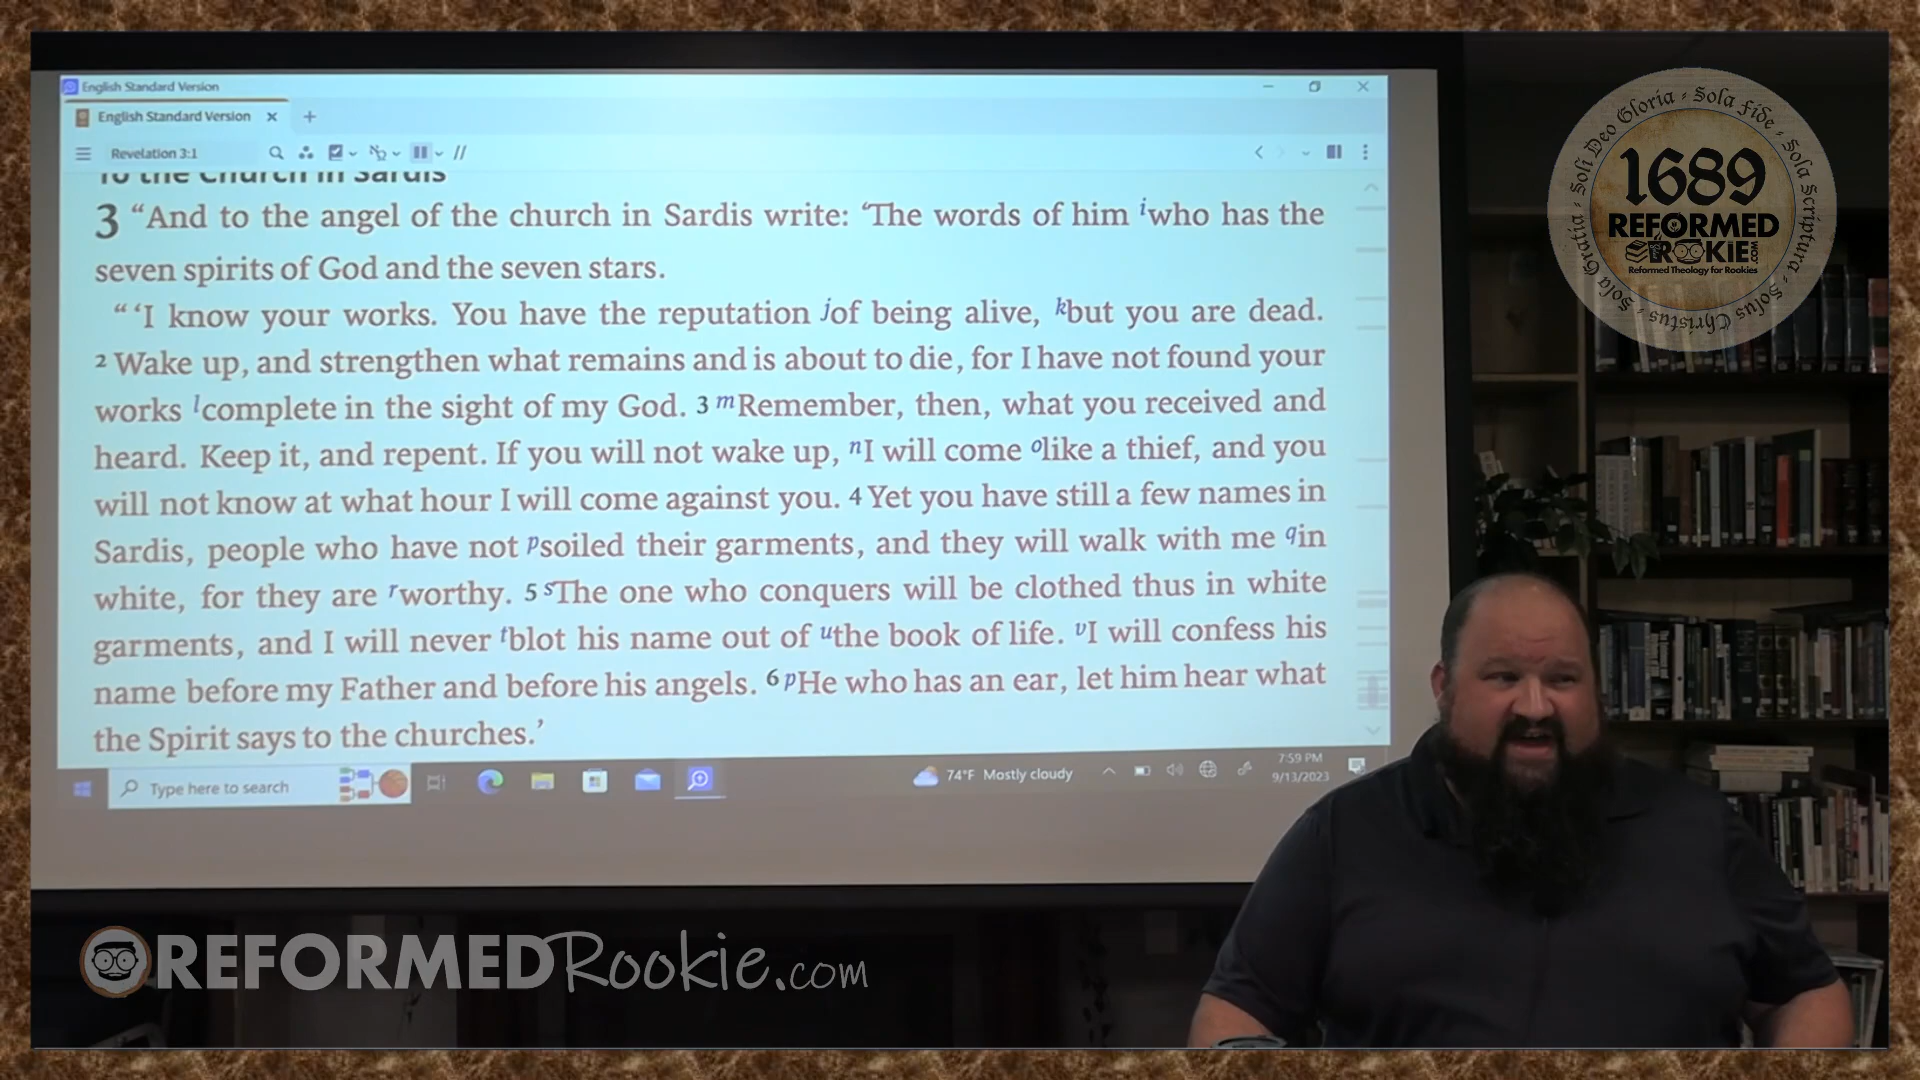 English Standard Version
English Standard Version
Revelation 3:1
To the Church in Sardis
3 “And to the angel of the church in Sardis write: ‘The words of him iwho has the
seven spirits of God and the seven stars.
“ ‘I know your works. You have the reputation jof being alive, kbut you are dead.
2 Wake up, and strengthen what remains and is about to die, for I have not found your
works lcomplete in the sight of my God. 3 mRemember, then, what you received and
heard. Keep it, and repent. If you will not wake up, nI will come olike a thief, and you
will not know at what hour I will come against you. 4 Yet you have still a few names in
Sardis, people who have not psoiled their garments, and they will walk with me qin
white, for they are rworthy. 5 sThe one who conquers will be clothed thus in white
garments, and I will never tblot his name out of uthe book of life. vI will confess his
name before my Father and before his angels. 6 pHe who has an ear, let him hear what
the Spirit says to the churches.’
Type here to search
74°F Mostly cloudy
7:59 PM
9/13/2023
Soli Deo Gloria - Sola Fide - Sola Scriptura - Solus Christus - Sola Gratia -
1689
REFORMED
ROOKIE.com
Reformed Theology for Rookies
REFORMEDRookie.com